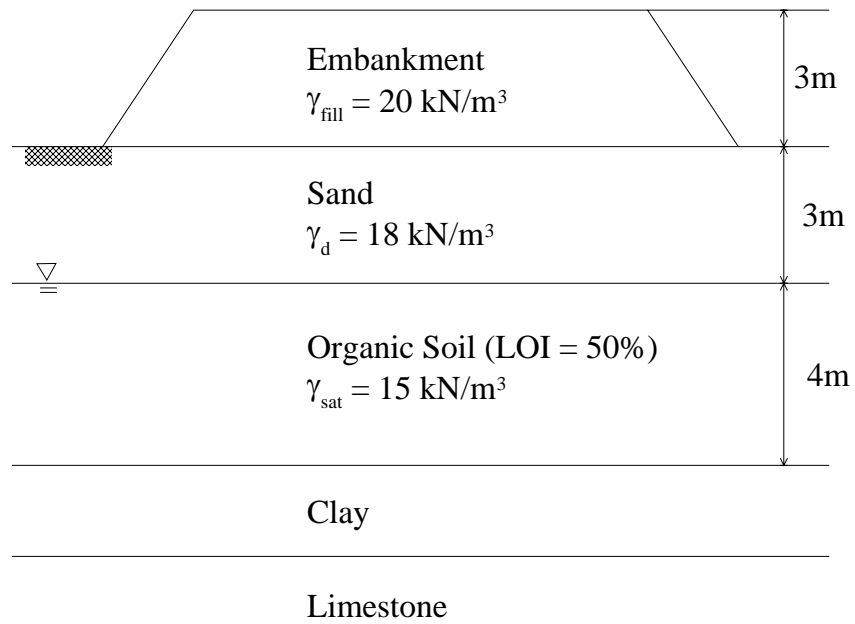 Embankment
γfill = 20 kN/m³
3m
Sand
γd = 18 kN/m³
3m
Organic Soil (LOI = 50%)
γsat = 15 kN/m³
4m
Clay
Limestone